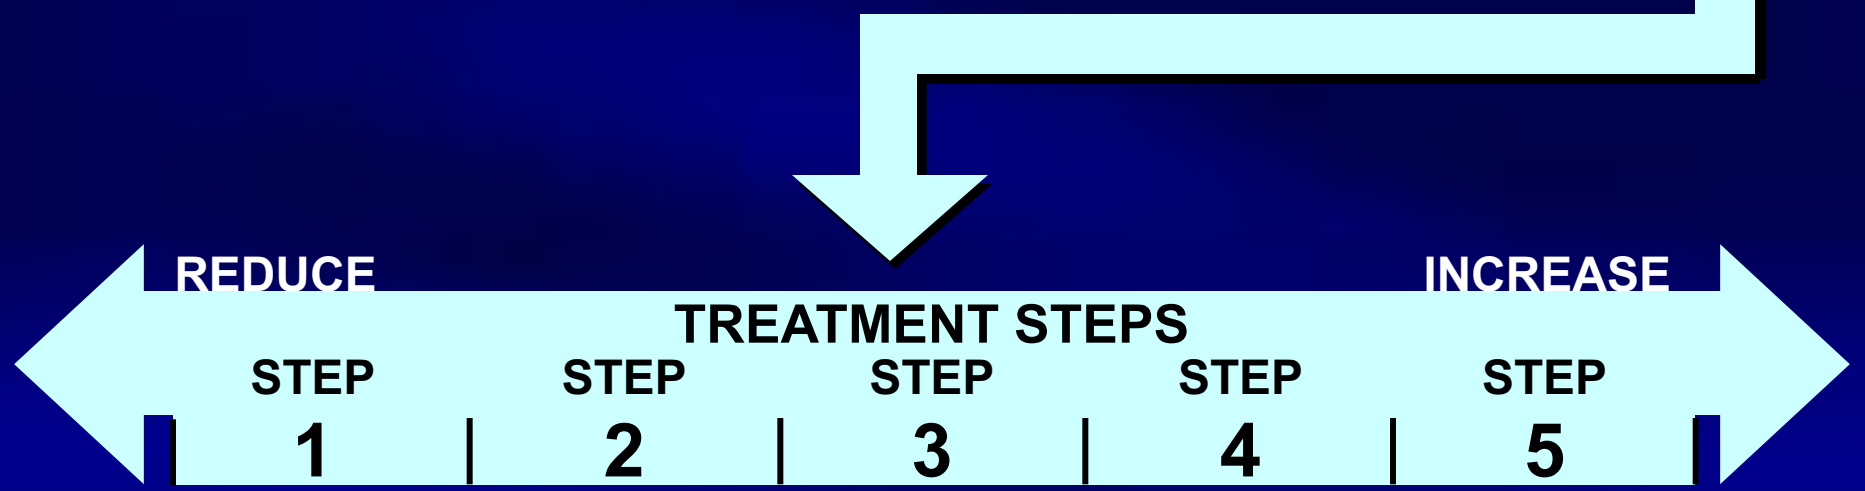 REDUCE INCREASE
TREATMENT STEPS
STEP STEP STEP STEP STEP
1 2 3 4 5